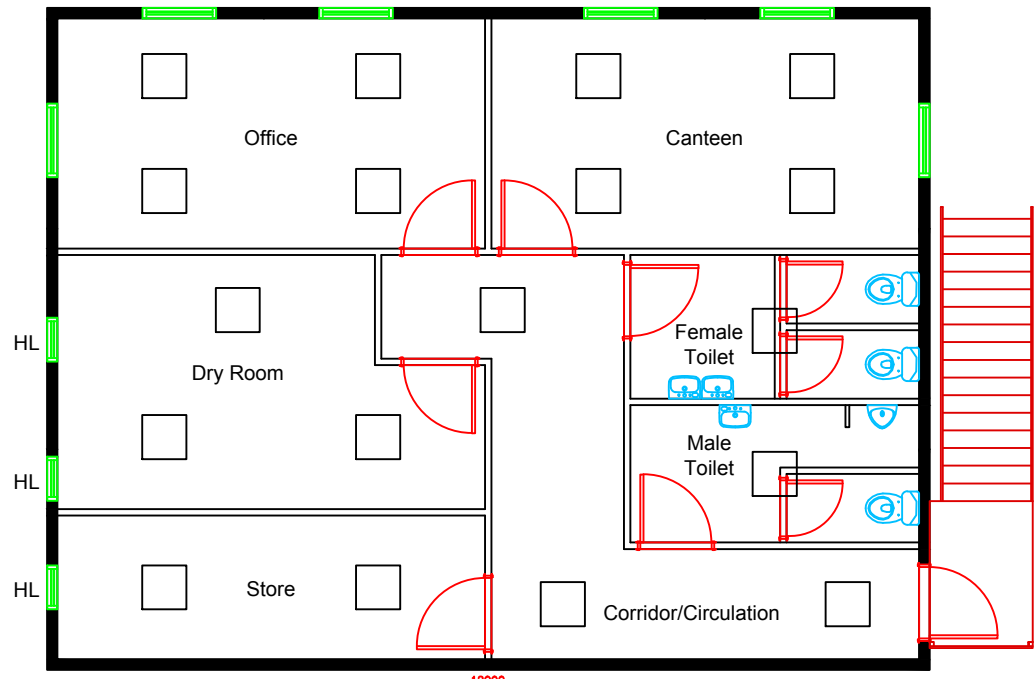 Office
Canteen
HL
Female
Toilet
Dry Room
Male
Toilet
HL
HL
Store
Corridor/Circulation